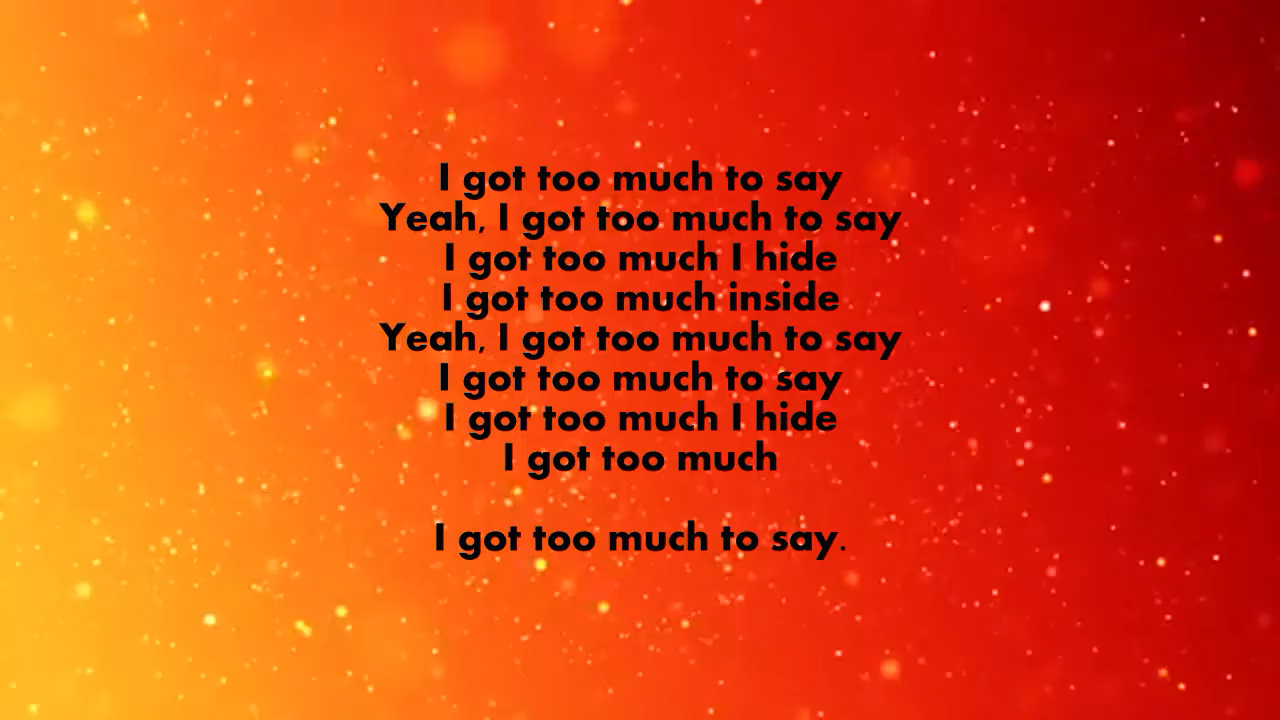 I got too much to say
Yeah, I got too much to say
I got too much I hide
I got too much inside
Yeah, I got too much to say
I got too much to say
I got too much I hide
I got too much
I got too much to say.